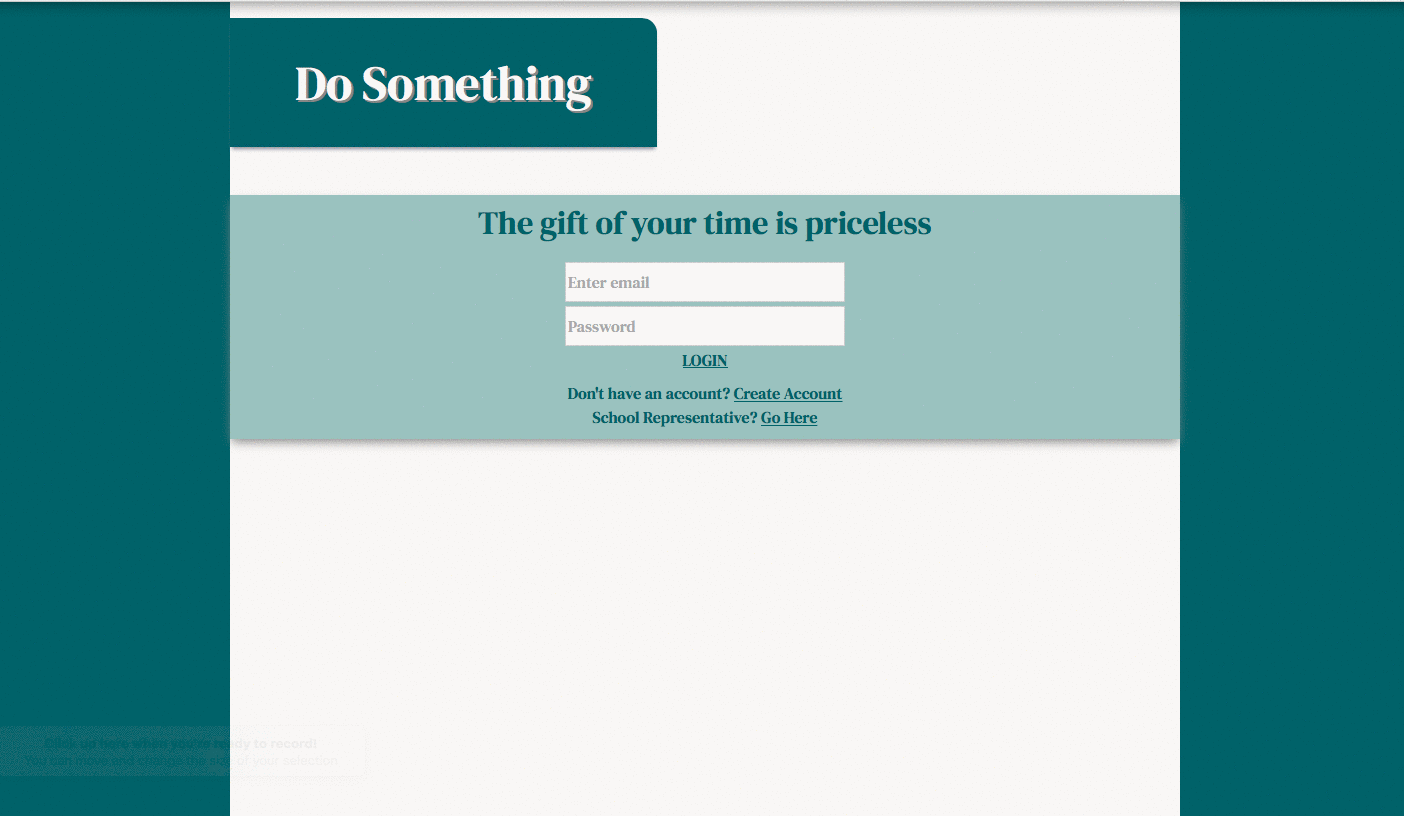 Do Something
The gift of your time is priceless
Enter email
Password
LOGIN
Don't have an account? Create Account
School Representative? Go Here
Click up here when you're ready to record!
You can move and change the size of your selection